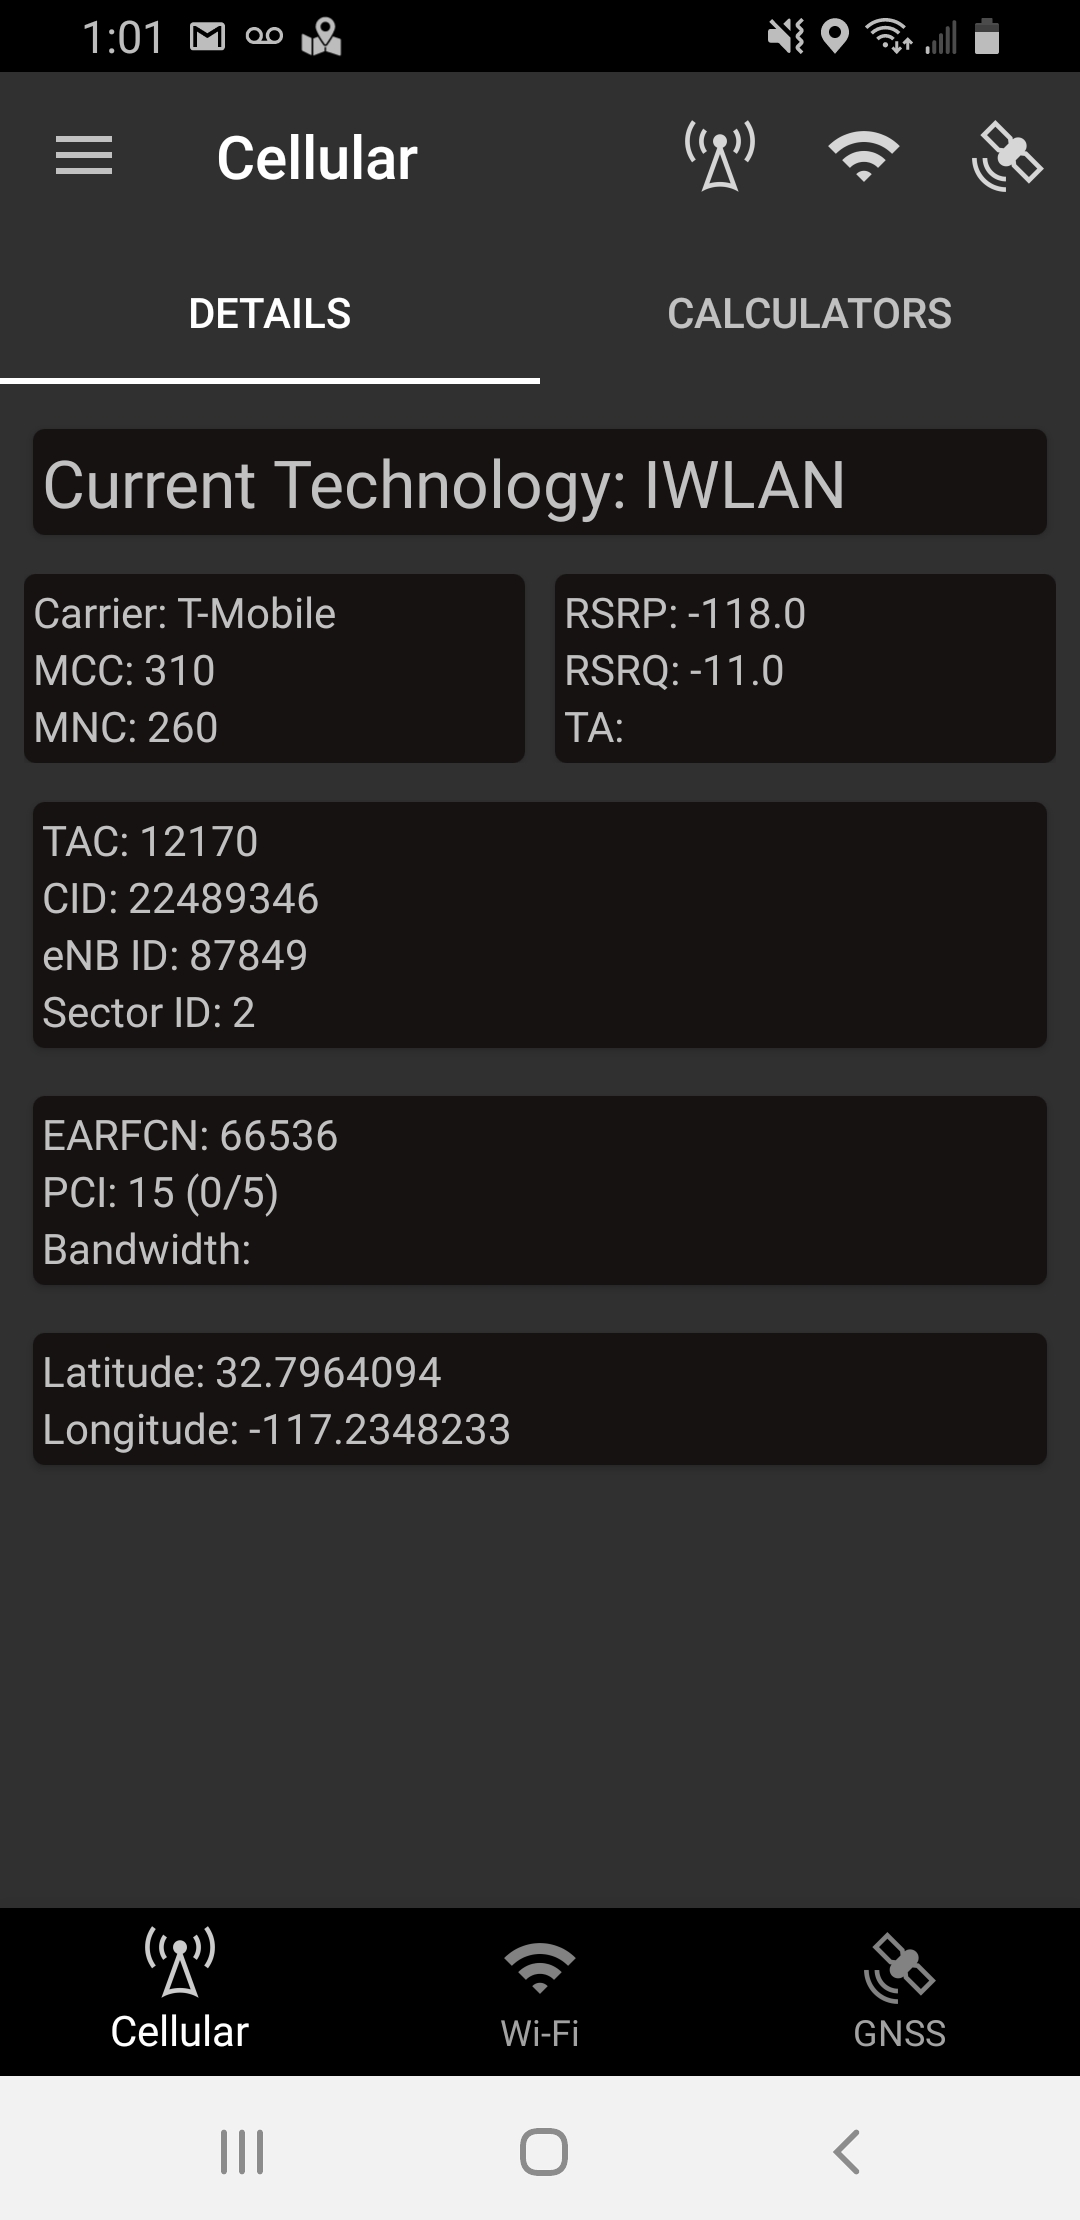 1:01
Cellular
DETAILS CALCULATORS
Current Technology: IWLAN
Carrier: T-Mobile
MCC: 310
MNC: 260
RSRP: -118.0
RSRQ: -11.0
TA:
TAC: 12170
CID: 22489346
eNB ID: 87849
Sector ID: 2
EARFCN: 66536
PCI: 15 (0/5)
Bandwidth:
Latitude: 32.7964094
Longitude: -117.2348233
Cellular Wi-Fi GNSS